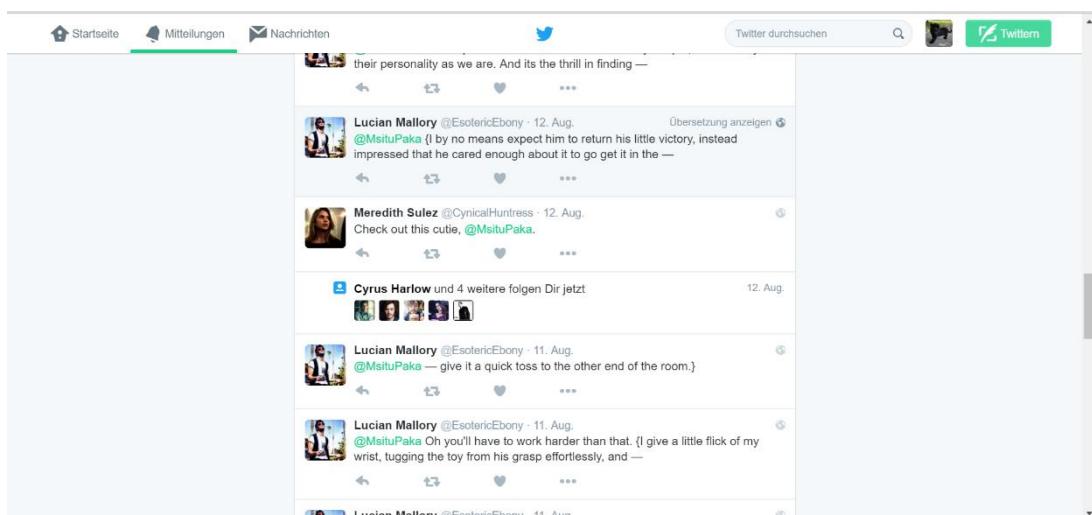 Startseite Mitteilungen Nachrichten Twitter durchsuchen Twittern
their personality as we are. And its the thrill in finding —
Lucian Mallory @EsotericEbony · 12. Aug. Übersetzung anzeigen
@MsituPaka {I by no means expect him to return his little victory, instead
impressed that he cared enough about it to go get it in the —
Meredith Sulez @CynicalHuntress · 12. Aug.
Check out this cutie, @MsituPaka.
Cyrus Harlow und 4 weitere folgen Dir jetzt 12. Aug.
Lucian Mallory @EsotericEbony · 11. Aug.
@MsituPaka — give it a quick toss to the other end of the room.}
Lucian Mallory @EsotericEbony · 11. Aug.
@MsituPaka Oh you'll have to work harder than that. {I give a little flick of my
wrist, tugging the toy from his grasp effortlessly, and —
Lucian Mallory @EsotericEbony · 11. Aug.